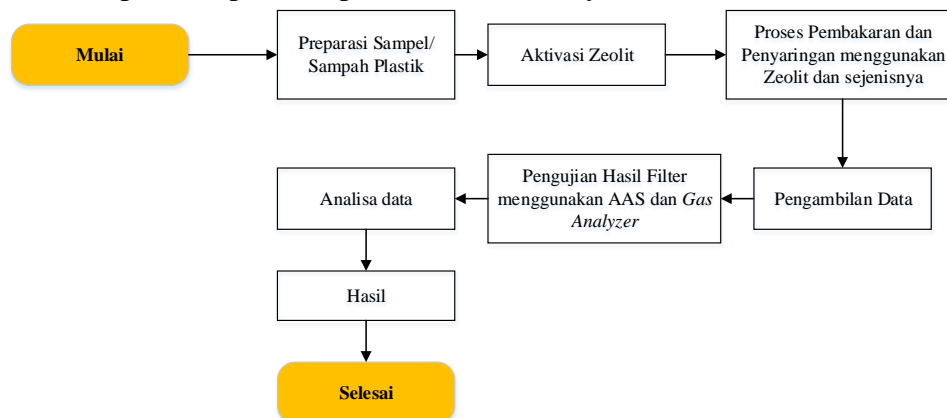 Mulai
Preparasi Sampel/
Sampah Plastik
Aktivasi Zeolit
Proses Pembakaran dan
Penyaringan menggunakan
Zeolit dan sejenisnya
Pengambilan Data
Pengujian Hasil Filter
menggunakan AAS dan Gas
Analyzer
Analisa data
Hasil
Selesai